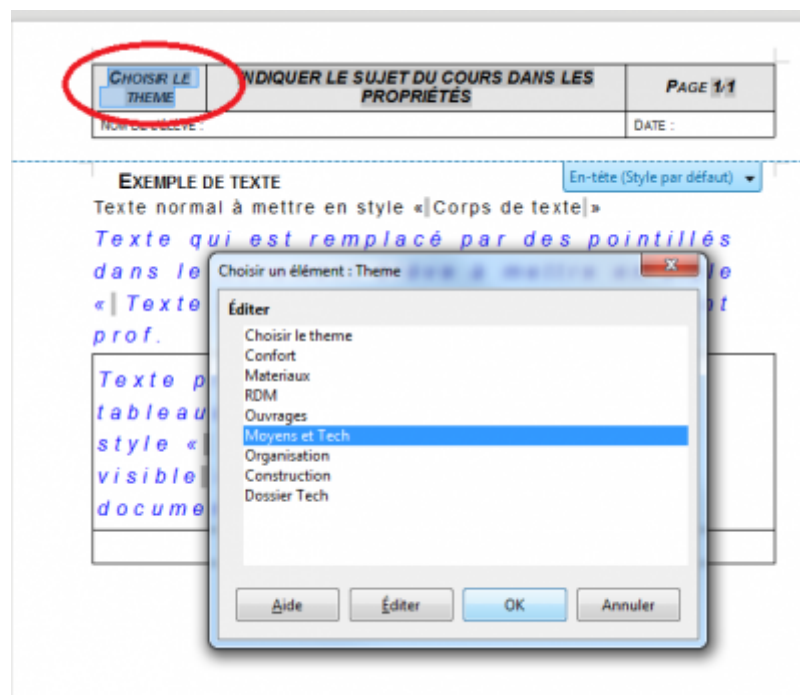 CHOISIR LE THEME
INDIQUER LE SUJET DU COURS DANS LES PROPRIÉTÉS
PAGE 1/1
DATE :
EXEMPLE DE TEXTE
En-tête (Style par défaut)
Texte normal à mettre en style « Corps de texte »
Texte qui est remplacé par des pointillés
dans le
« Texte
prof.
Texte
tableau
style «
visible
docume
Choisir un élément : Theme
Éditer
Choisir le theme
Confort
Materiaux
RDM
Ouvrages
Moyens et Tech
Organisation
Construction
Dossier Tech
Aide
Éditer
OK
Annuler